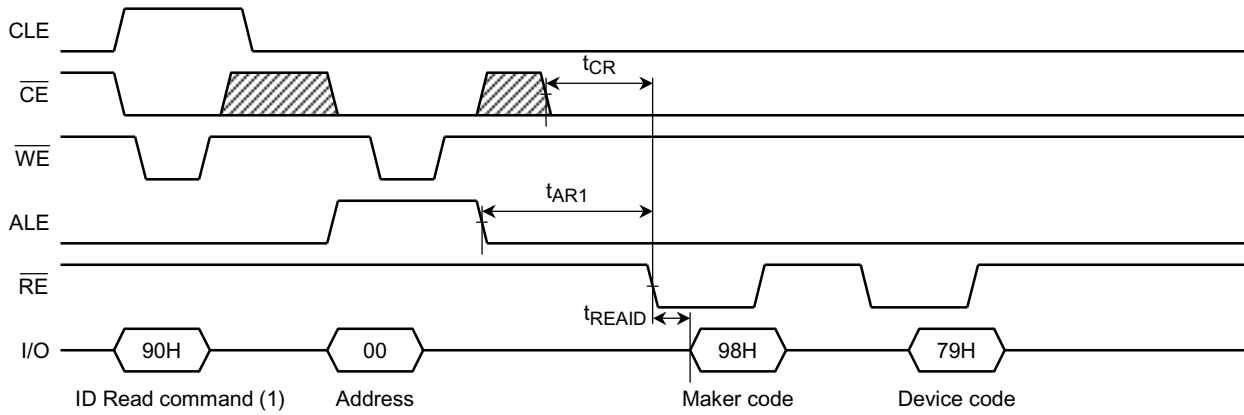 CLE
CE
tCR
WE
tAR1
ALE
RE
tREAID
I/O
90H
00
98H
79H
ID Read command (1)
Address
Maker code
Device code